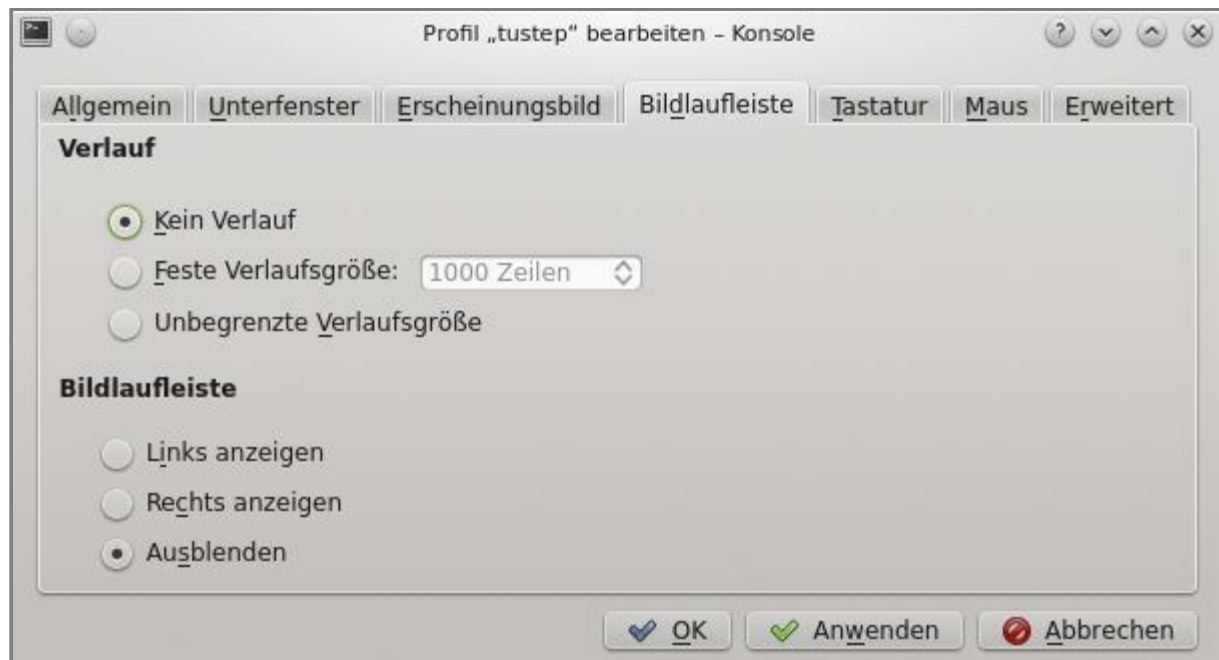 Profil „tustep“ bearbeiten – Konsole
Allgemein Unterfenster Erscheinungsbild Bildlaufleiste Tastatur Maus Erweitert
Verlauf
Kein Verlauf
Feste Verlaufsgröße: 1000 Zeilen
Unbegrenzte Verlaufsgröße
Bildlaufleiste
Links anzeigen
Rechts anzeigen
Ausblenden
OK Anwenden Abbrechen